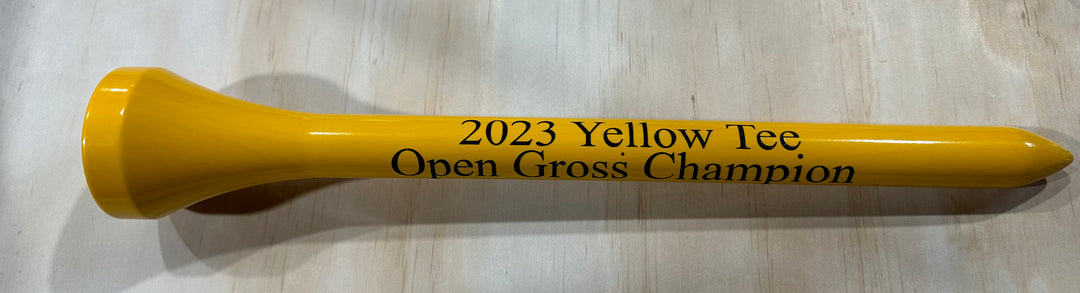 2023 Yellow Tee
Open Gross Champion